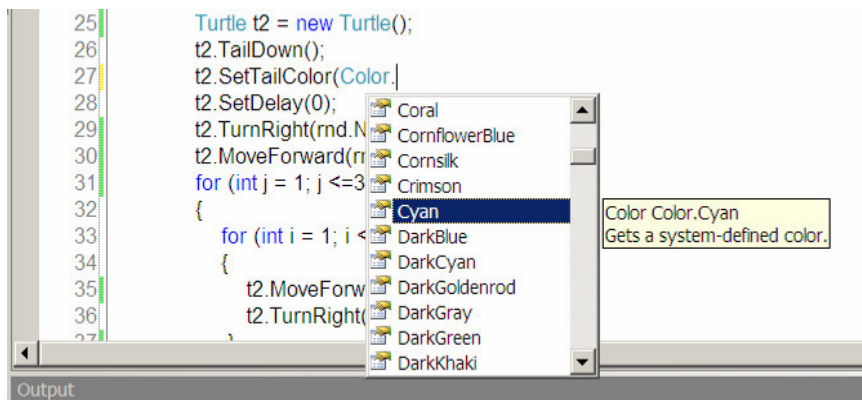 25 Turtle t2 = new Turtle();
26 t2.TailDown();
27 t2.SetTailColor(Color.
28 t2.SetDelay(0);
29 t2.TurnRight(rnd.N
30 t2.MoveForward(rr
31 for (int j = 1; j <=3
32 {
33 for (int i = 1; i <
34 {
35 t2.MoveForw
36 t2.TurnRight(
37 }
Coral
CornflowerBlue
Cornsilk
Crimson
Cyan
DarkBlue
DarkCyan
DarkGoldenrod
DarkGray
DarkGreen
DarkKhaki
Color Color.Cyan
Gets a system-defined color.
Output